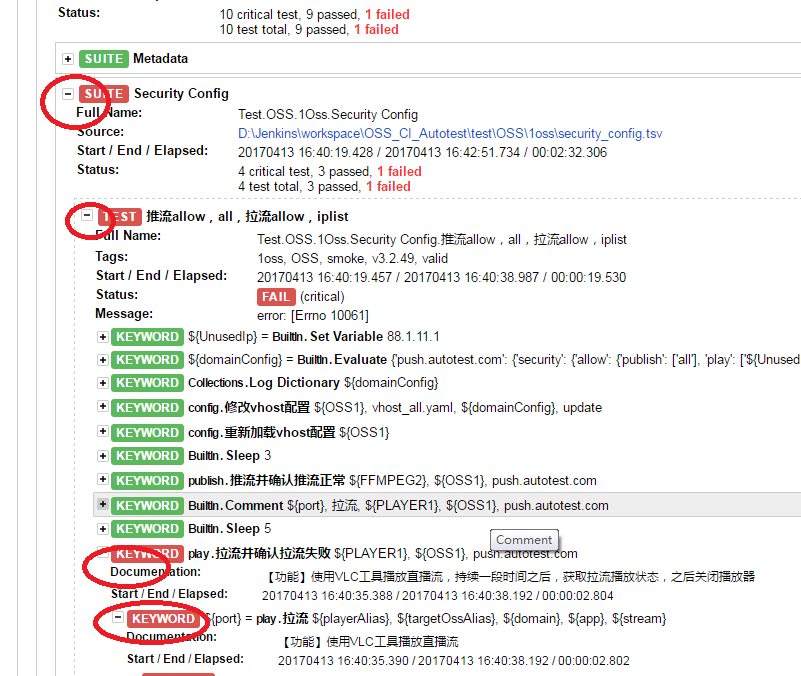 Status: 10 critical test, 9 passed, 1 failed
10 test total, 9 passed, 1 failed
SUITE Metadata
SUITE Security Config
Full Name: Test.OSS.1Oss.Security Config
Source: D:\Jenkins\workspace\OSS_CI_Autotest\test\OSS\1oss\security_config.tsv
Start / End / Elapsed: 20170413 16:40:19.428 / 20170413 16:42:51.734 / 00:02:32.306
Status: 4 critical test, 3 passed, 1 failed
4 test total, 3 passed, 1 failed
TEST 推流allow，all，拉流allow，iplist
Full Name: Test.OSS.1Oss.Security Config.推流allow，all，拉流allow，iplist
Tags: 1oss, OSS, smoke, v3.2.49, valid
Start / End / Elapsed: 20170413 16:40:19.457 / 20170413 16:40:38.987 / 00:00:19.530
Status: FAIL (critical)
Message: error: [Errno 10061]
KEYWORD ${UnusedIp} = BuiltIn. Set Variable 88.1.11.1
KEYWORD ${domainConfig} = BuiltIn. Evaluate {'push.autotest.com': {'security': {'allow': {'publish': ['all'], 'play': ['${Unused
KEYWORD Collections. Log Dictionary ${domainConfig}
KEYWORD config. 修改vhost配置 ${OSS1}, vhost_all.yaml, ${domainConfig}, update
KEYWORD config. 重新加载vhost配置 ${OSS1}
KEYWORD BuiltIn. Sleep 3
KEYWORD publish. 推流并确认推流正常 ${FFMPEG2}, ${OSS1}, push.autotest.com
KEYWORD BuiltIn. Comment ${port}, 拉流, ${PLAYER1}, ${OSS1}, push.autotest.com
KEYWORD BuiltIn. Sleep 5
Comment
KEYWORD play. 拉流并确认拉流失败 ${PLAYER1}, ${OSS1}, push.autotest.com
Documentation: 【功能】使用VLC工具播放直播流，持续一段时间之后，获取拉流播放状态，之后关闭播放器
Start / End / Elapsed: 20170413 16:40:35.388 / 20170413 16:40:38.192 / 00:00:02.804
KEYWORD ${port} = play. 拉流 ${playerAlias}, ${targetOssAlias}, ${domain}, ${app}, ${stream}
Documentation: 【功能】使用VLC工具播放直播流
Start / End / Elapsed: 20170413 16:40:35.390 / 20170413 16:40:38.192 / 00:00:02.802